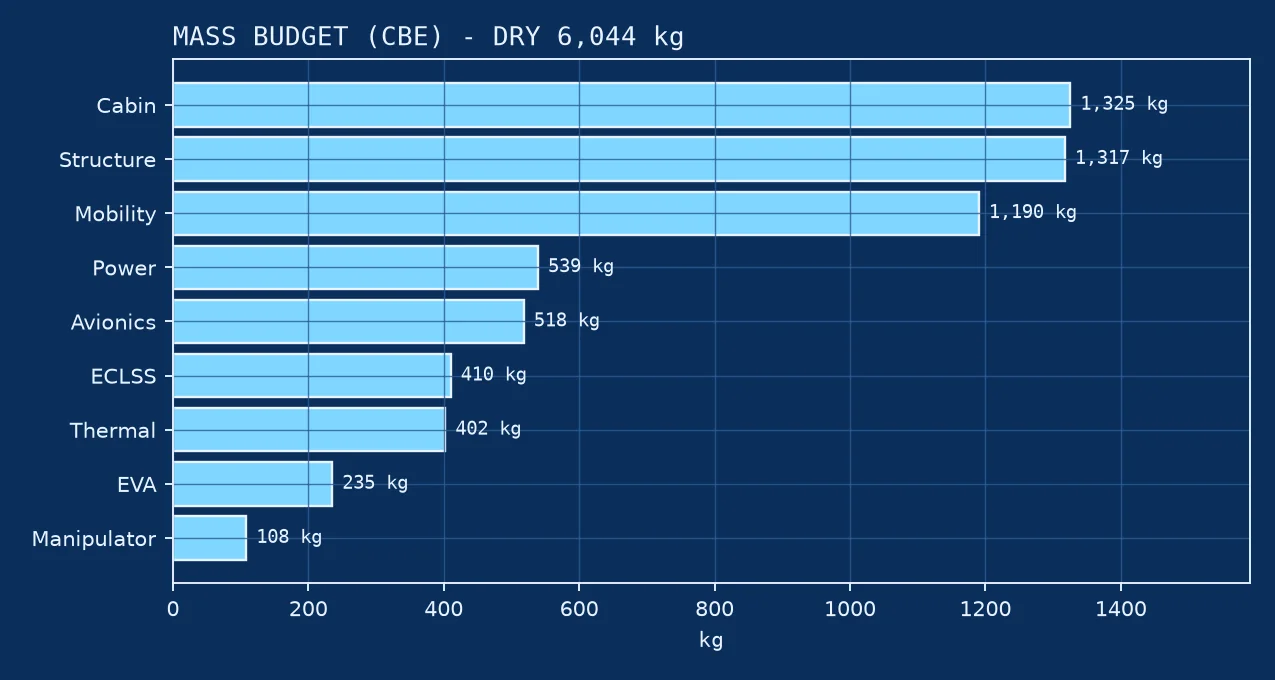 MASS BUDGET (CBE) - DRY 6,044 kg
Cabin 1,325 kg
Structure 1,317 kg
Mobility 1,190 kg
Power 539 kg
Avionics 518 kg
ECLSS 410 kg
Thermal 402 kg
EVA 235 kg
Manipulator 108 kg
0 200 400 600 800 1000 1200 1400
kg